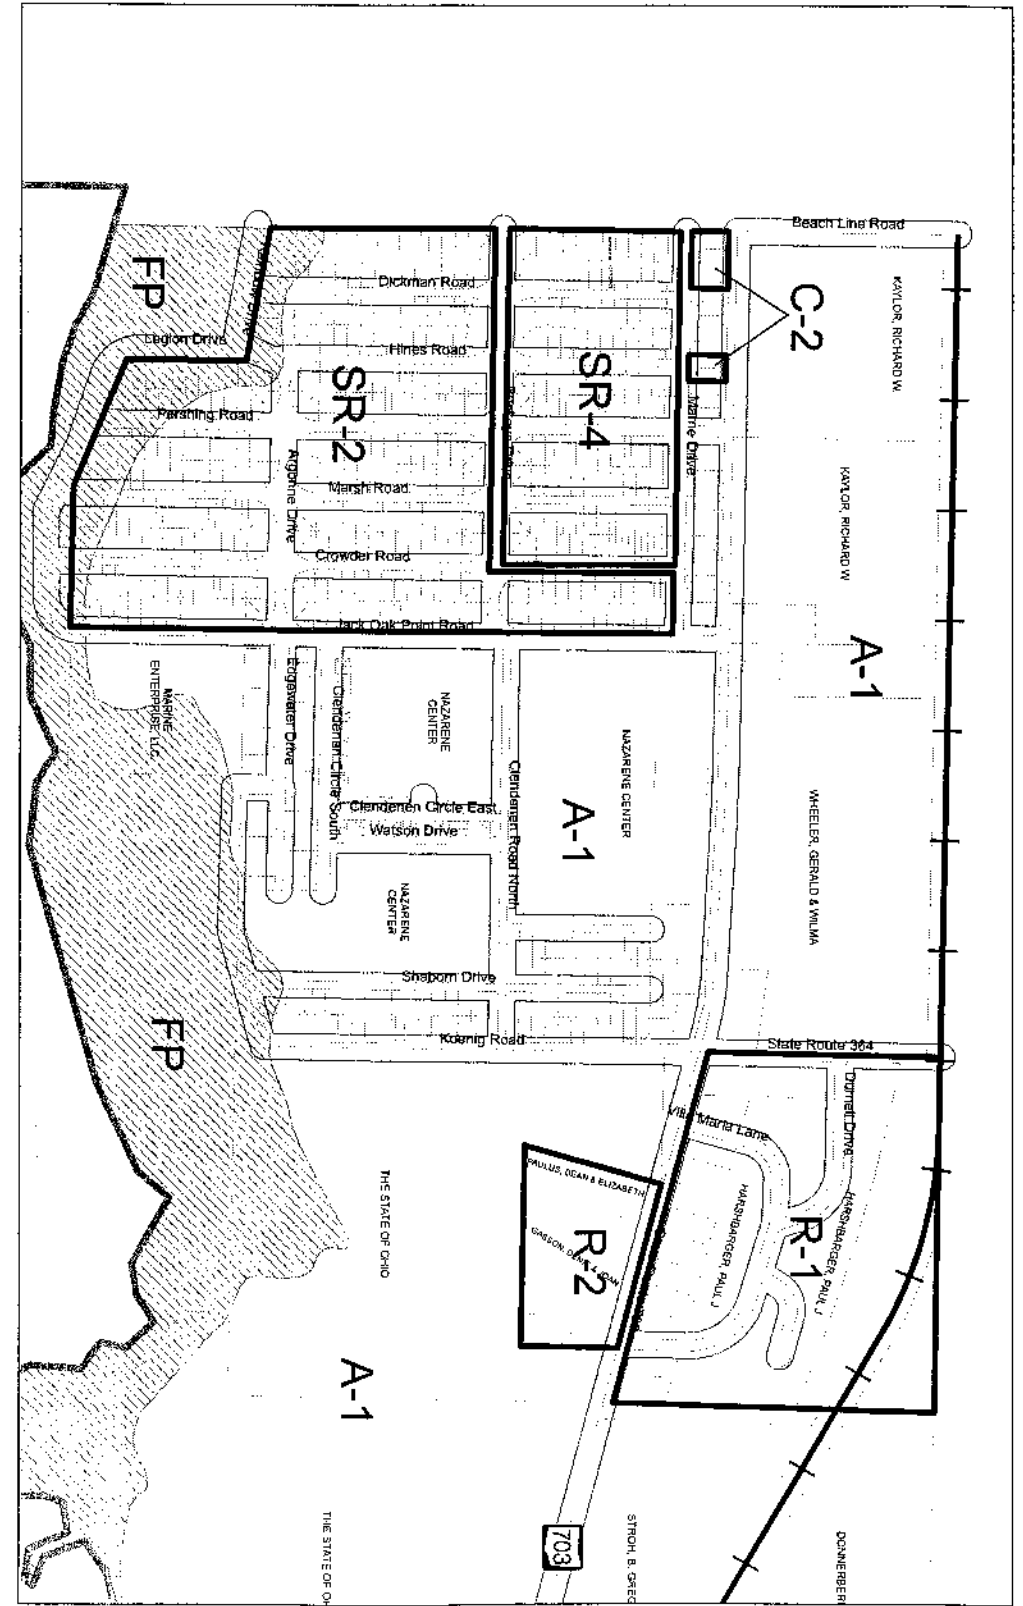 Beach Line Road
KAYLOR, RICHARD W.
C-2
FP
Dickman Road
Legion Drive
Hines Road
SR-2
SR-4
Pershing Road
Marne Drive
Argonne Drive
Marsh Road
KAYLOR, RICHARD W
Crowder Road
Jack Oak Point Road
A-1
MARINE
ENTERPRISE, LLC
Edgewater Drive
Clendenen Circle South
NAZARENE
CENTER
NAZARENE CENTER
Clendenen Circle East
Watson Drive
Clendenen Road North
A-1
WHEELER, GERALD & WILMA
NAZARENE
CENTER
Shaborn Drive
FP
Koenig Road
State Route 364
Villa Maria Lane
PAULUS, DEAN & ELIZABETH
R-2
HARSHBARGER, PAUL J
R-1
HARSHBARGER, PAUL J
THE STATE OF OHIO
A-1
703
THE STATE OF OH
STROH, B. GREG
DONNERBER